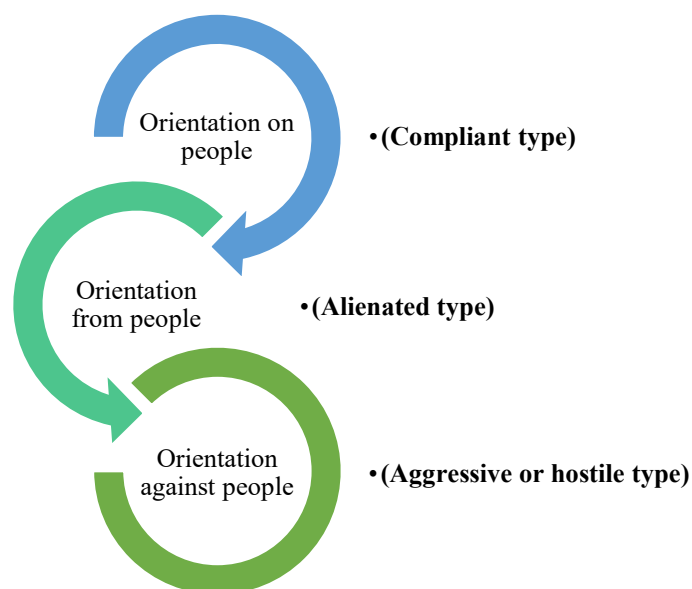 Orientation on
people
•(Compliant type)
Orientation
from people
•(Alienated type)
Orientation
against people
•(Aggressive or hostile type)